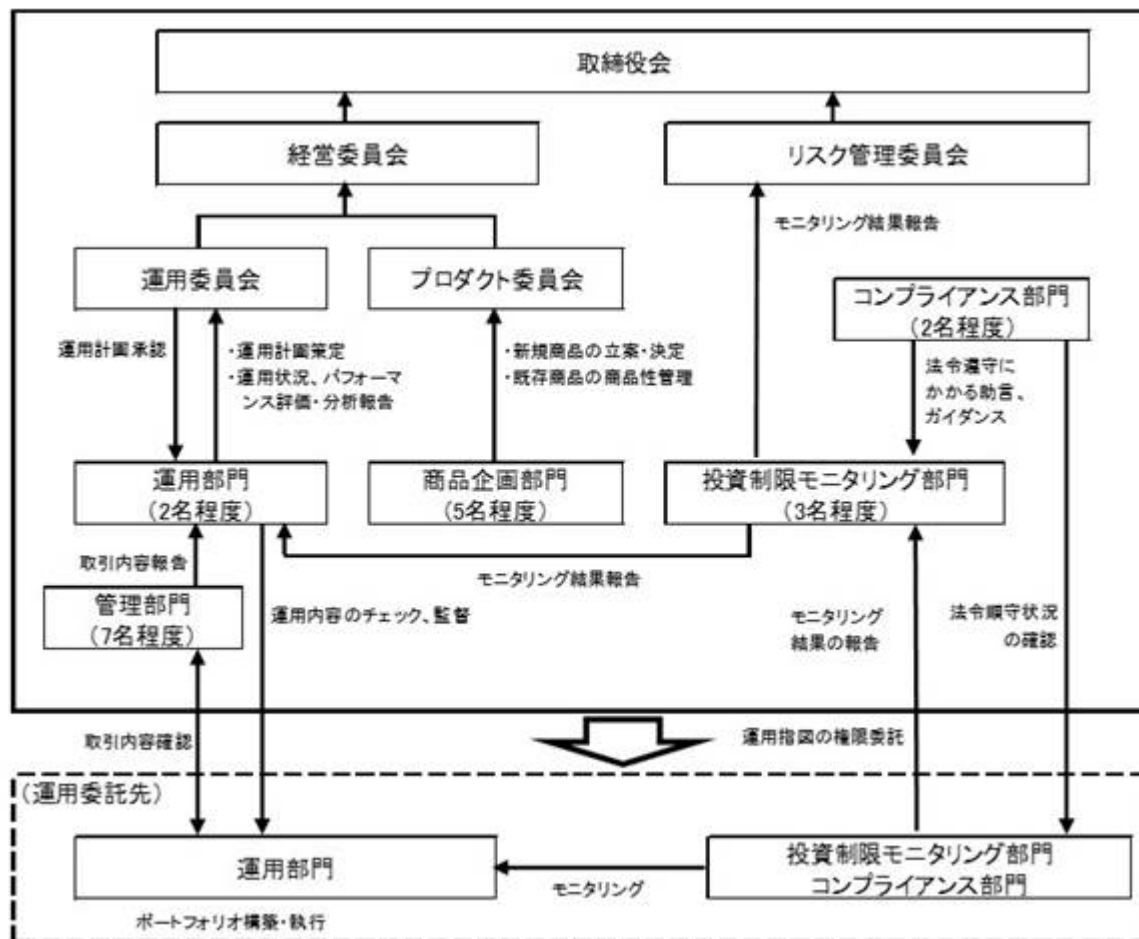 取締役会
経営委員会
リスク管理委員会
モニタリング結果報告
運用委員会
プロダクト委員会
コンプライアンス部門
(2名程度)
運用計画承認
・運用計画策定
・運用状況、パフォーマ
ンス評価・分析報告
・新規商品の立案・決定
・既存商品の商品性管理
法令遵守に
かかる助言、
ガイダンス
運用部門
(2名程度)
商品企画部門
(5名程度)
投資制限モニタリング部門
(3名程度)
取引内容報告
モニタリング結果報告
管理部門
(7名程度)
運用内容のチェック、監督
モニタリング
結果の報告
法令順守状況
の確認
取引内容確認
運用指図の権限委託
(運用委託先)
運用部門
モニタリング
投資制限モニタリング部門
コンプライアンス部門
ポートフォリオ構築・執行